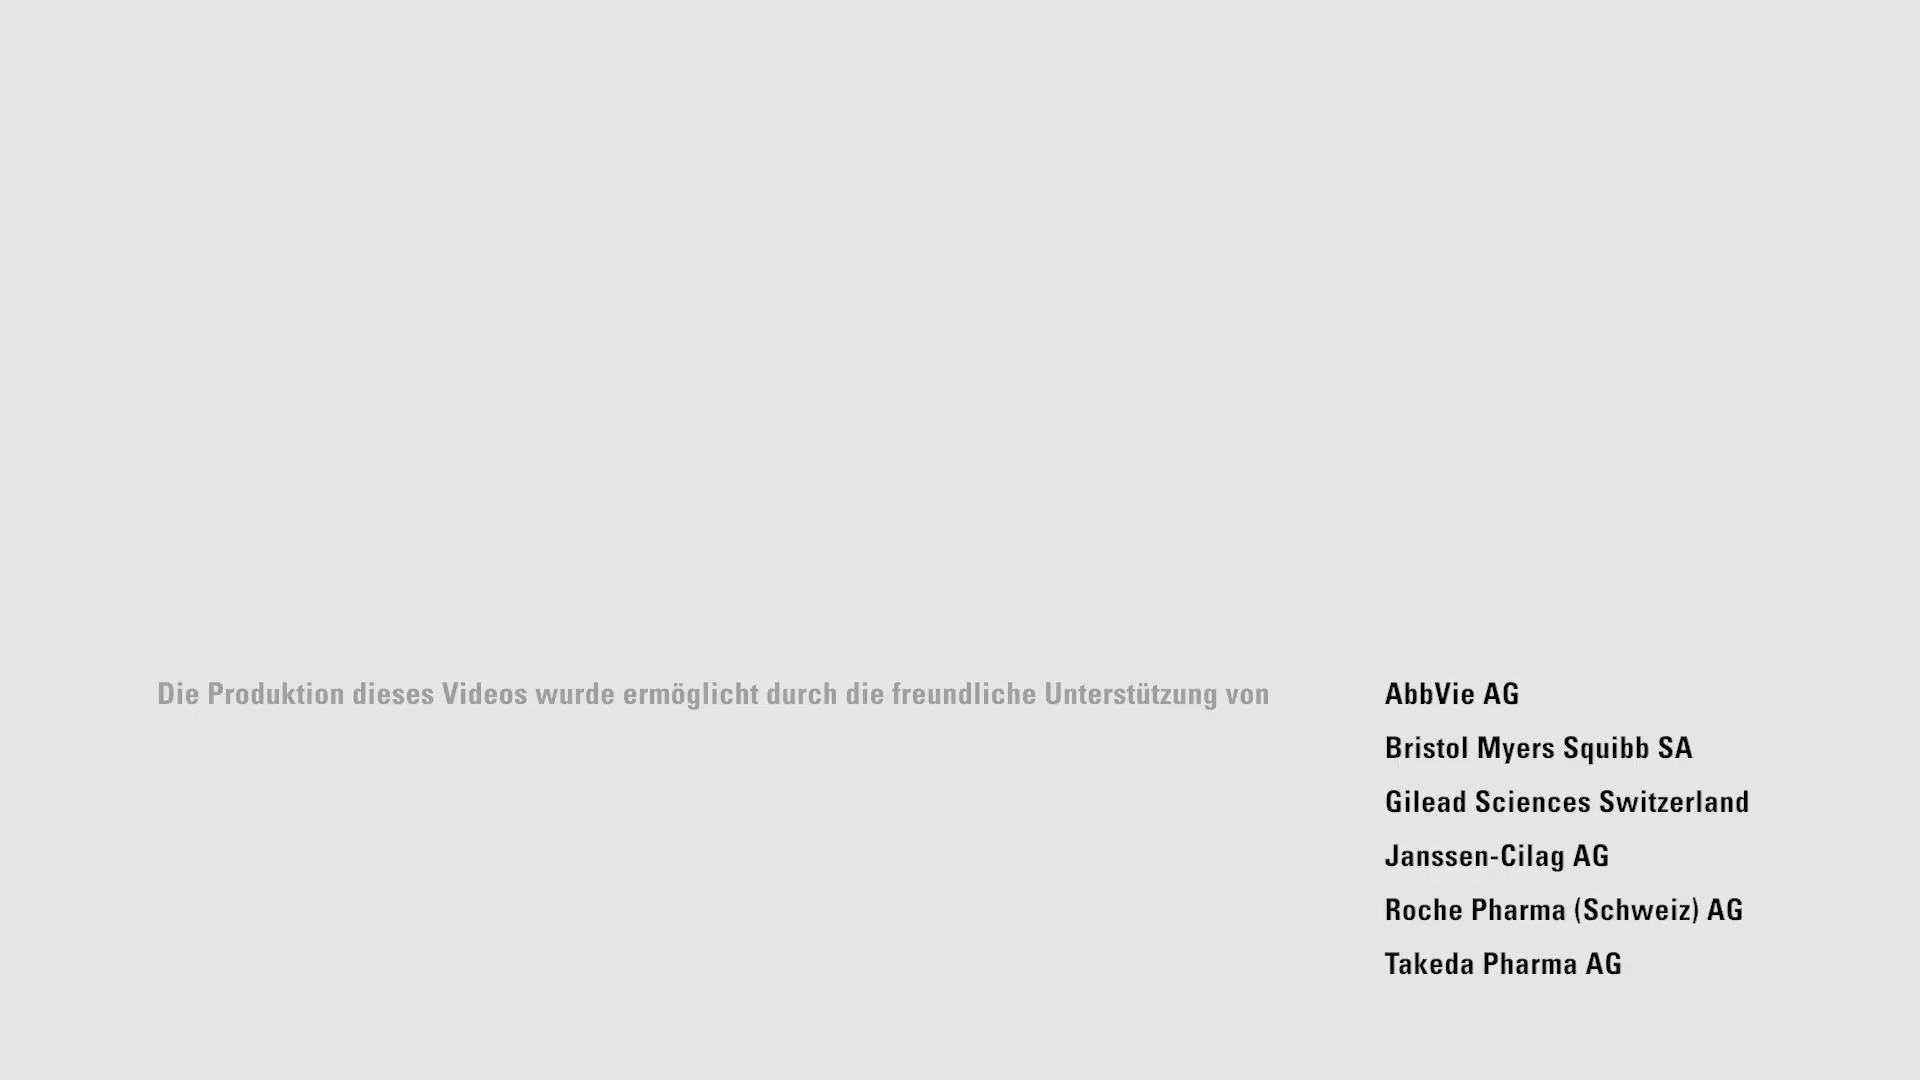 Die Produktion dieses Videos wurde ermöglicht durch die freundliche Unterstützung von
AbbVie AG
Bristol Myers Squibb SA
Gilead Sciences Switzerland
Janssen-Cilag AG
Roche Pharma (Schweiz) AG
Takeda Pharma AG